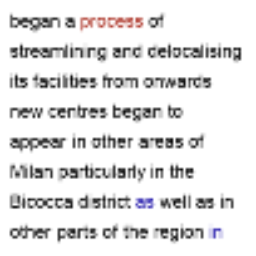 began a process of
streamlining and delocalising
its facilities from onwards
new centres began to
appear in other areas of
Milan particularly in the
Bicocca district as well as in
other parts of the region in